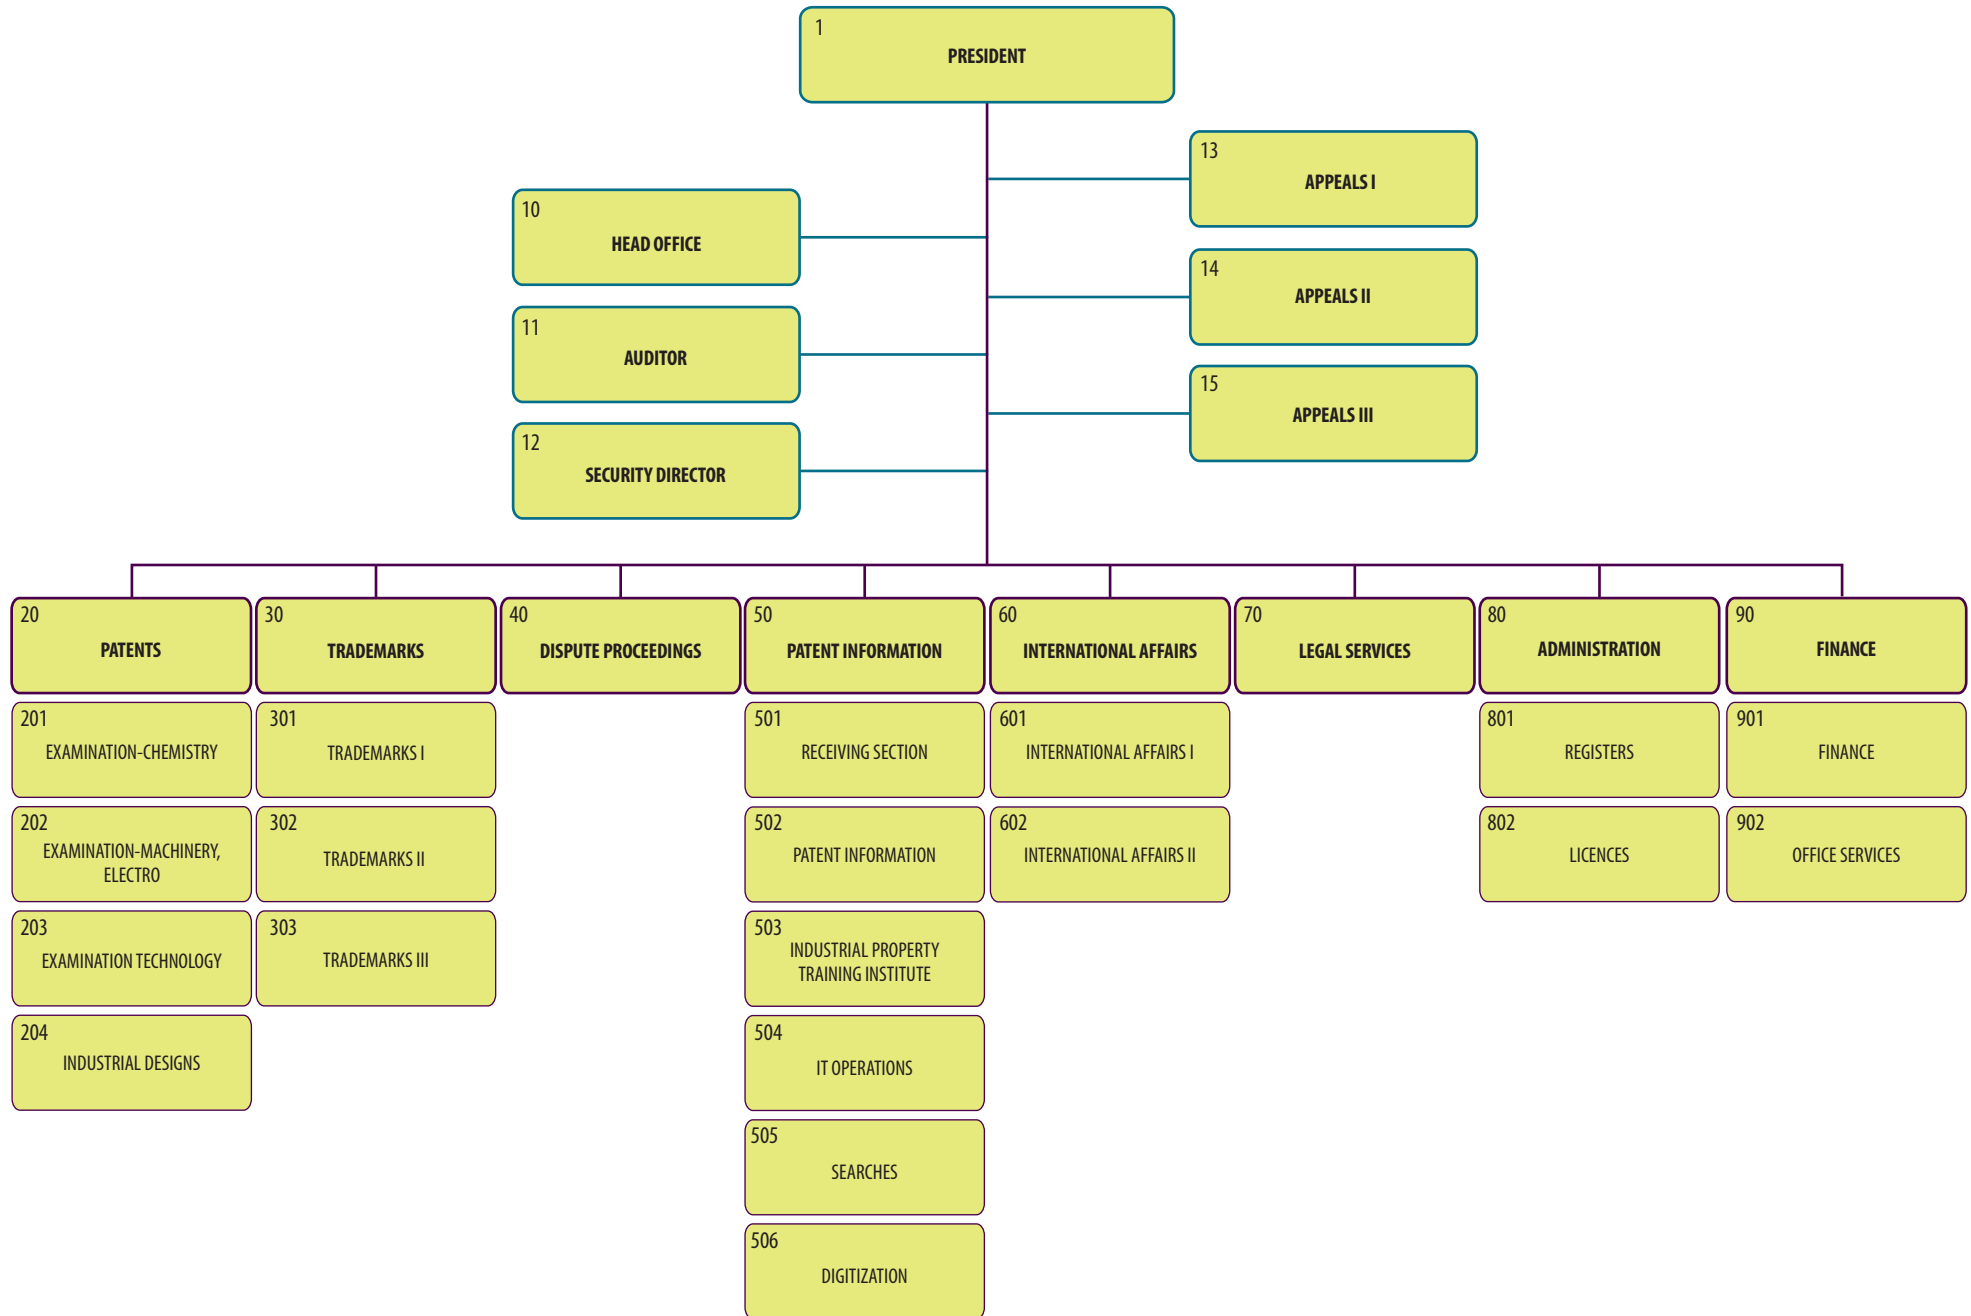 1
PRESIDENT
13
APPEALS I
10
HEAD OFFICE
14
APPEALS II
11
AUDITOR
15
APPEALS III
12
SECURITY DIRECTOR
20
PATENTS
30
TRADEMARKS
40
DISPUTE PROCEEDINGS
50
PATENT INFORMATION
60
INTERNATIONAL AFFAIRS
70
LEGAL SERVICES
80
ADMINISTRATION
90
FINANCE
201
EXAMINATION-CHEMISTRY
301
TRADEMARKS I
501
RECEIVING SECTION
601
INTERNATIONAL AFFAIRS I
801
REGISTERS
901
FINANCE
202
EXAMINATION-MACHINERY,
ELECTRO
302
TRADEMARKS II
502
PATENT INFORMATION
602
INTERNATIONAL AFFAIRS II
802
LICENCES
902
OFFICE SERVICES
203
EXAMINATION TECHNOLOGY
303
TRADEMARKS III
503
INDUSTRIAL PROPERTY
TRAINING INSTITUTE
204
INDUSTRIAL DESIGNS
504
IT OPERATIONS
505
SEARCHES
506
DIGITIZATION